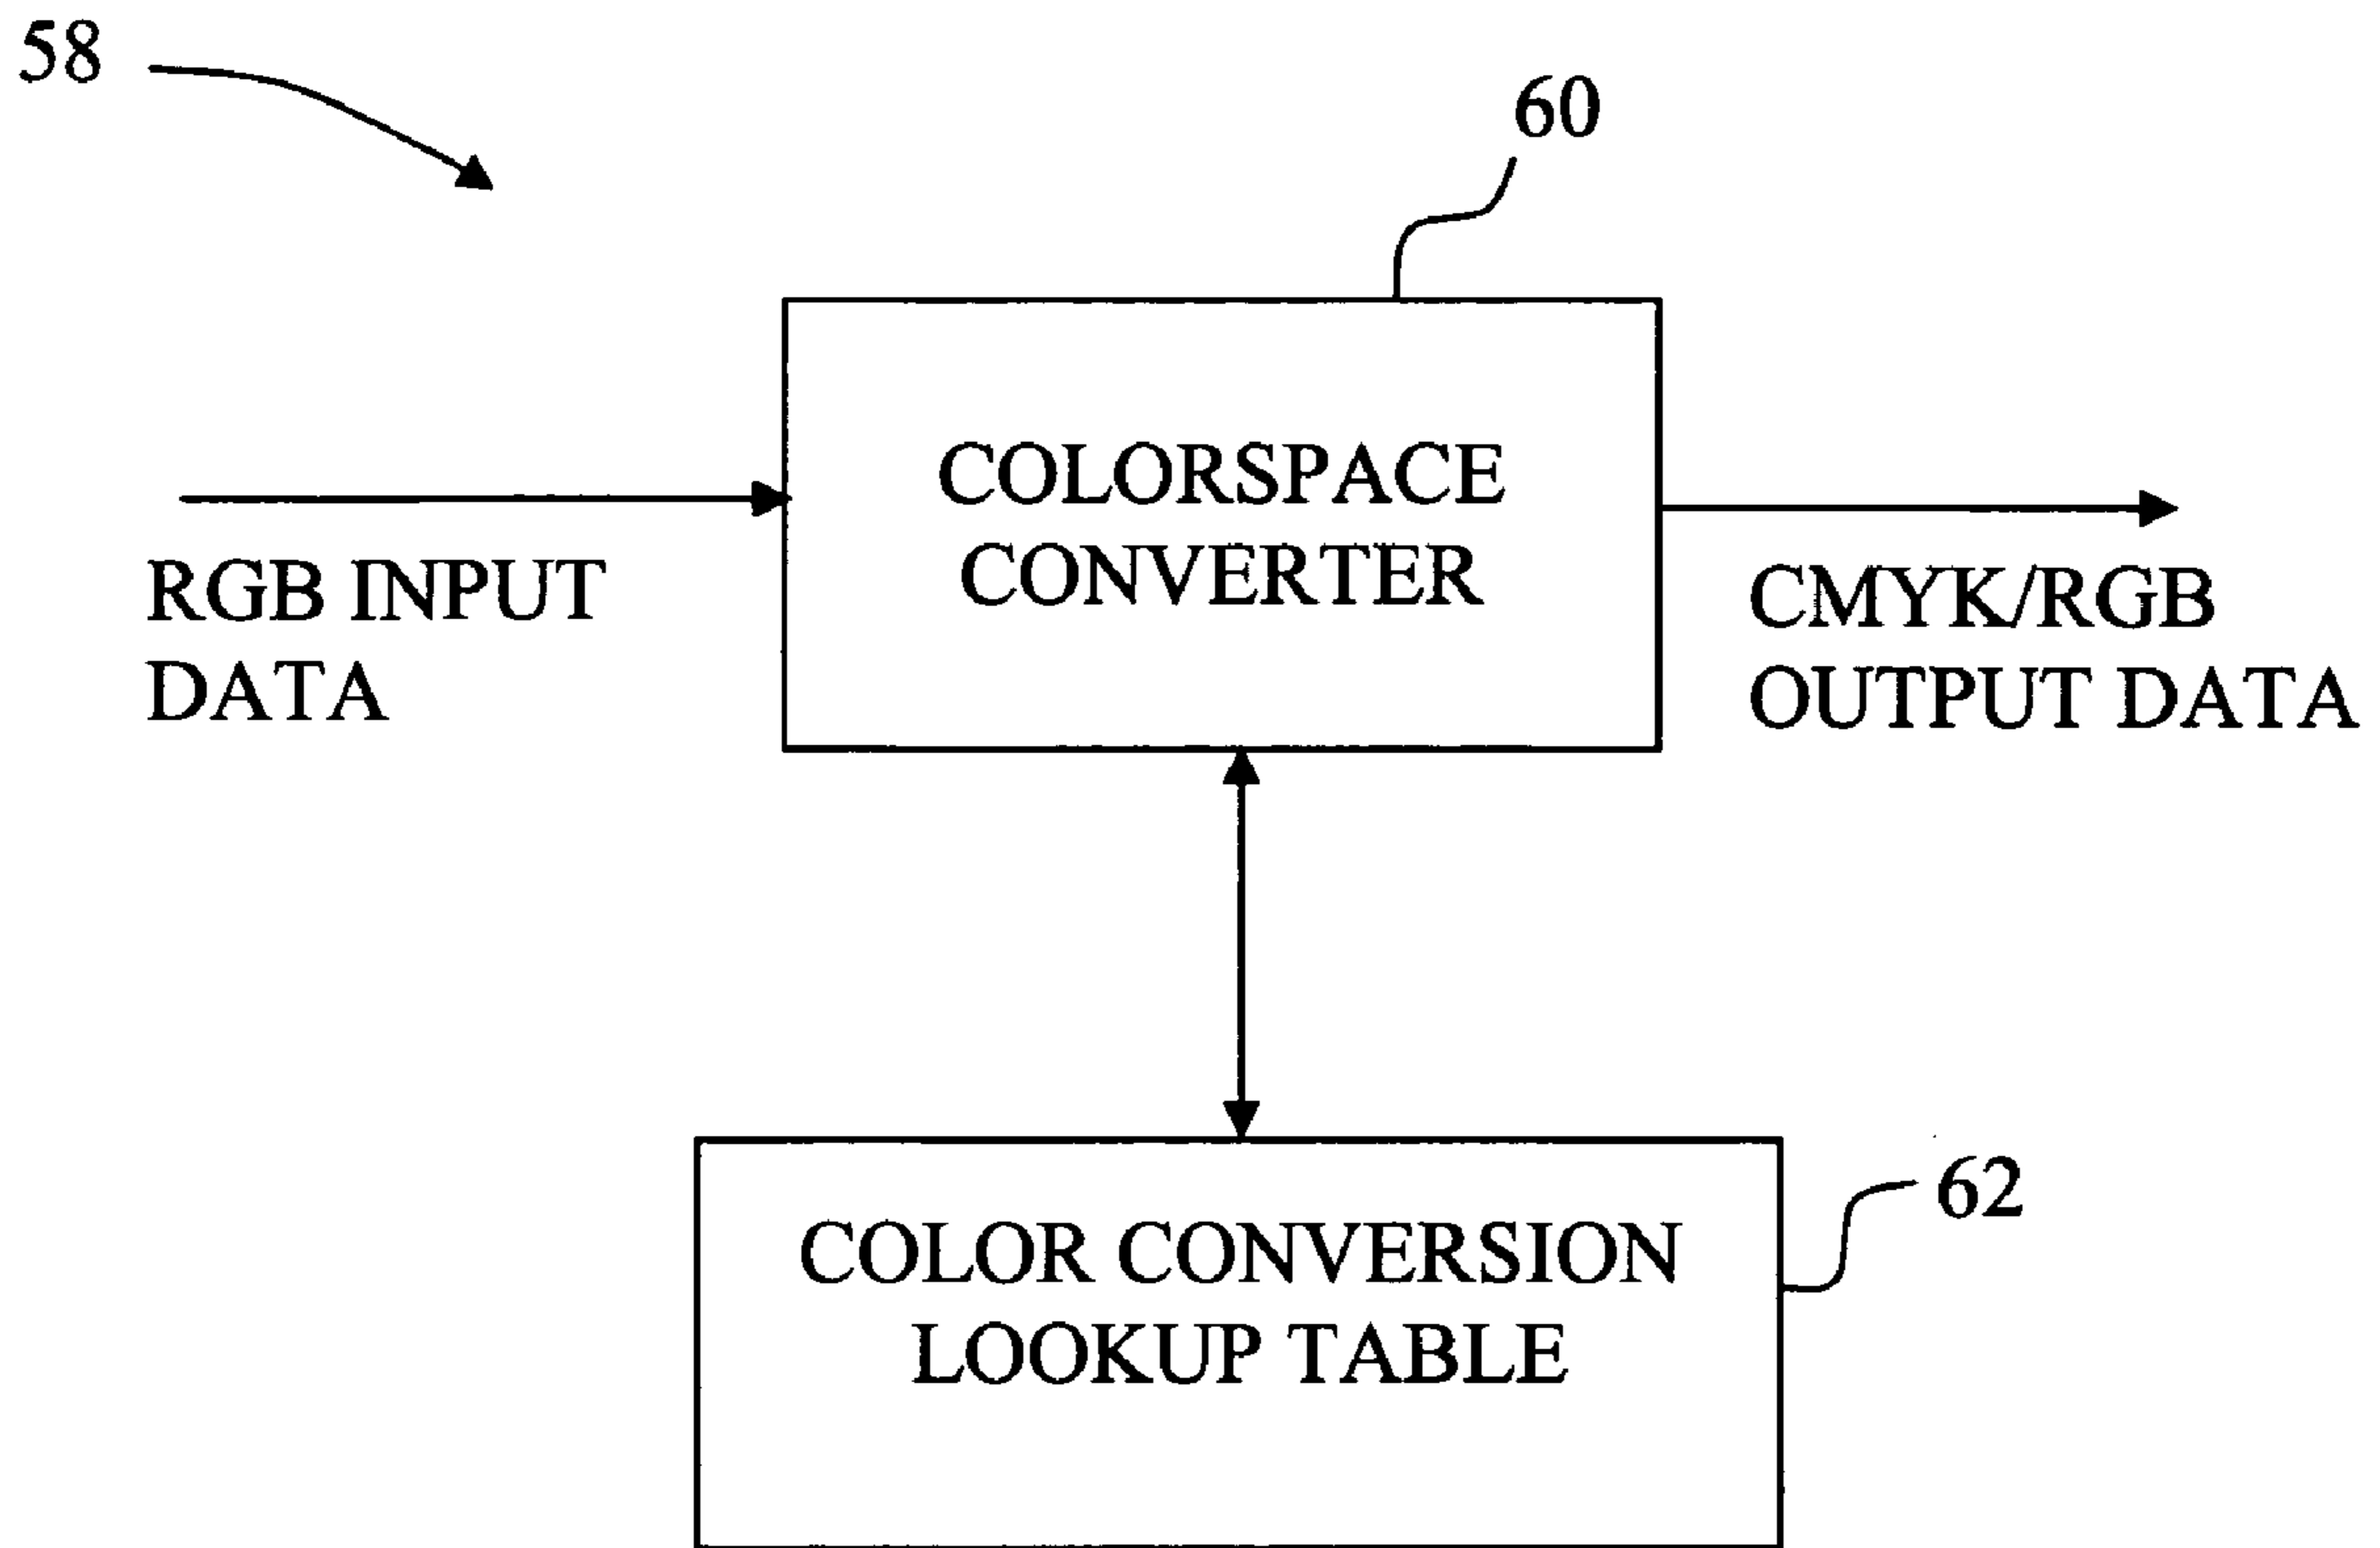 58
60
COLORSPACE
CONVERTER
RGB INPUT
DATA
CMYK/RGB
OUTPUT DATA
62
COLOR CONVERSION
LOOKUP TABLE